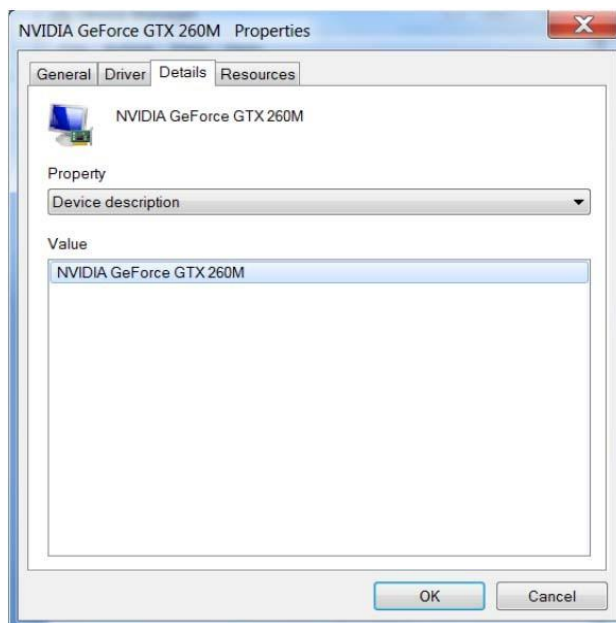 NVIDIA GeForce GTX 260M Properties
General Driver Details Resources
NVIDIA GeForce GTX 260M
Property
Device description
Value
NVIDIA GeForce GTX 260M
OK Cancel